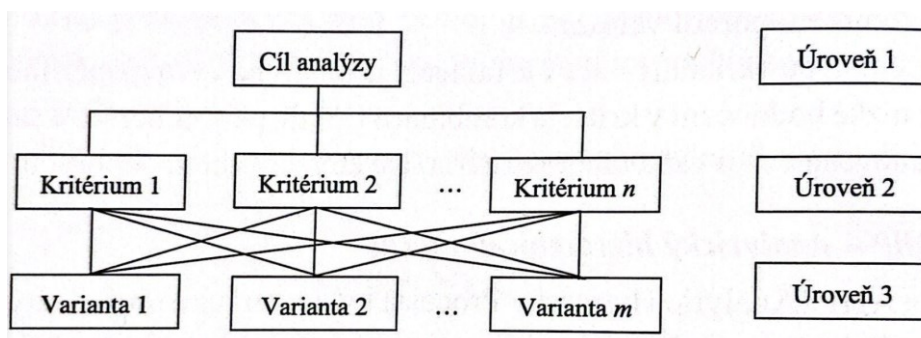 Cíl analýzy Úroveň 1
Kritérium 1 Kritérium 2 ... Kritérium n Úroveň 2
Varianta 1 Varianta 2 ... Varianta m Úroveň 3